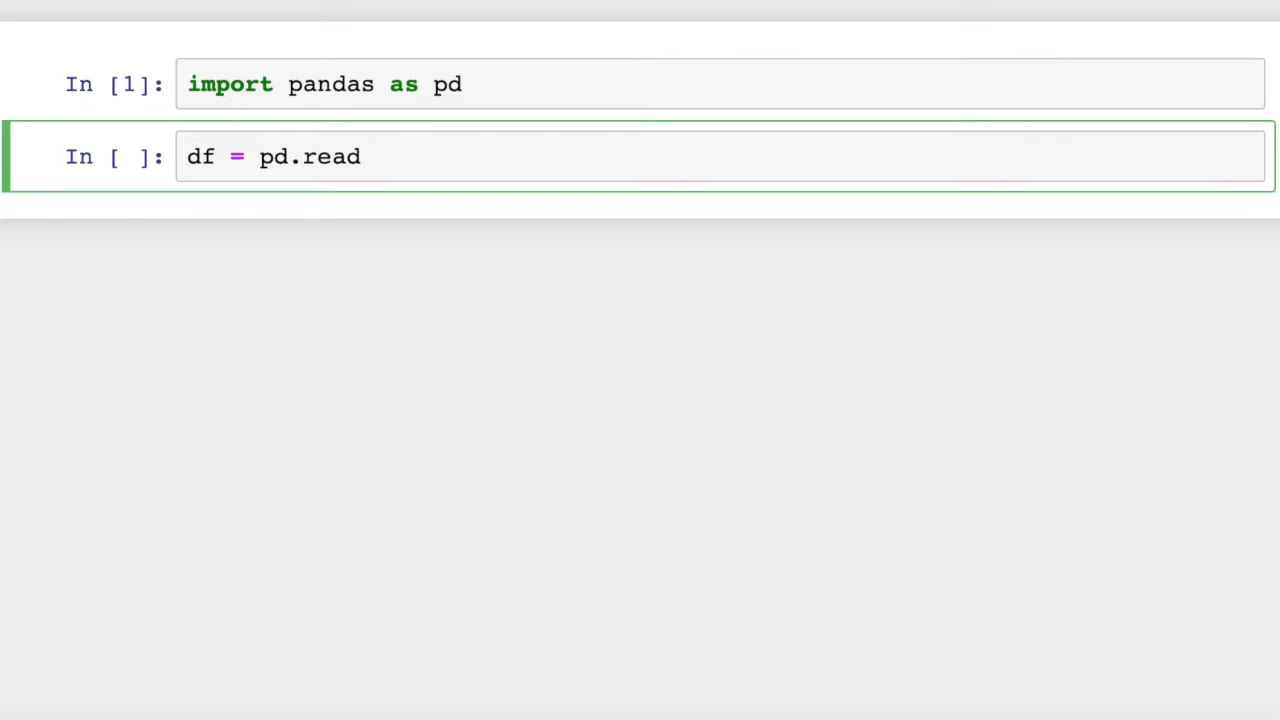 In [1]: import pandas as pd
In [ ]: df = pd.read